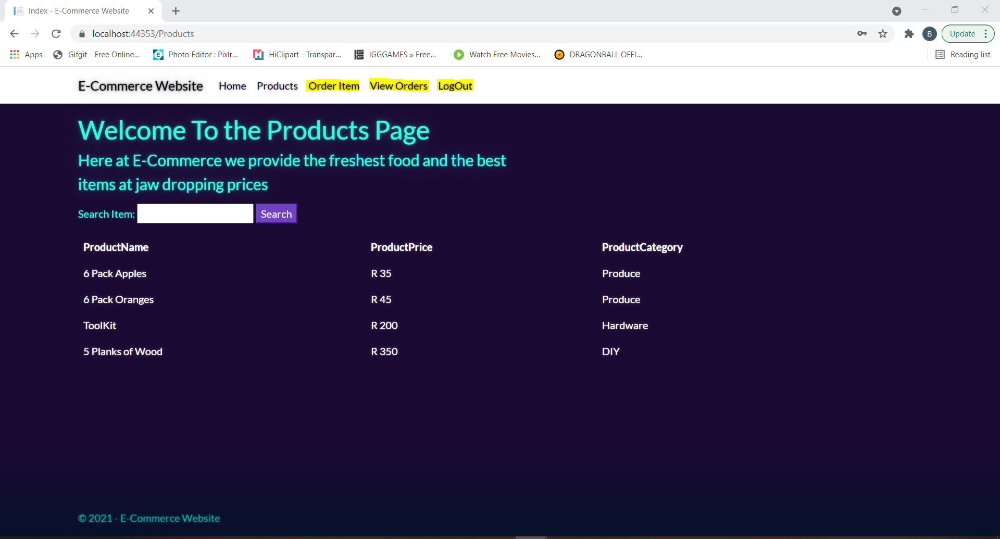 Index - E-Commerce Website
localhost:44353/Products
B
Update
Apps
Gifgit - Free Online...
Photo Editor : Pixlr...
HiClipart - Transpar...
IGGGAMES » Free...
Watch Free Movies...
DRAGONBALL OFFI...
Reading list
E-Commerce Website Home Products Order Item View Orders LogOut
Welcome To the Products Page
Here at E-Commerce we provide the freshest food and the best
items at jaw dropping prices
Search Item: Search
ProductName ProductPrice ProductCategory
6 Pack Apples R 35 Produce
6 Pack Oranges R 45 Produce
ToolKit R 200 Hardware
5 Planks of Wood R 350 DIY
© 2021 - E-Commerce Website